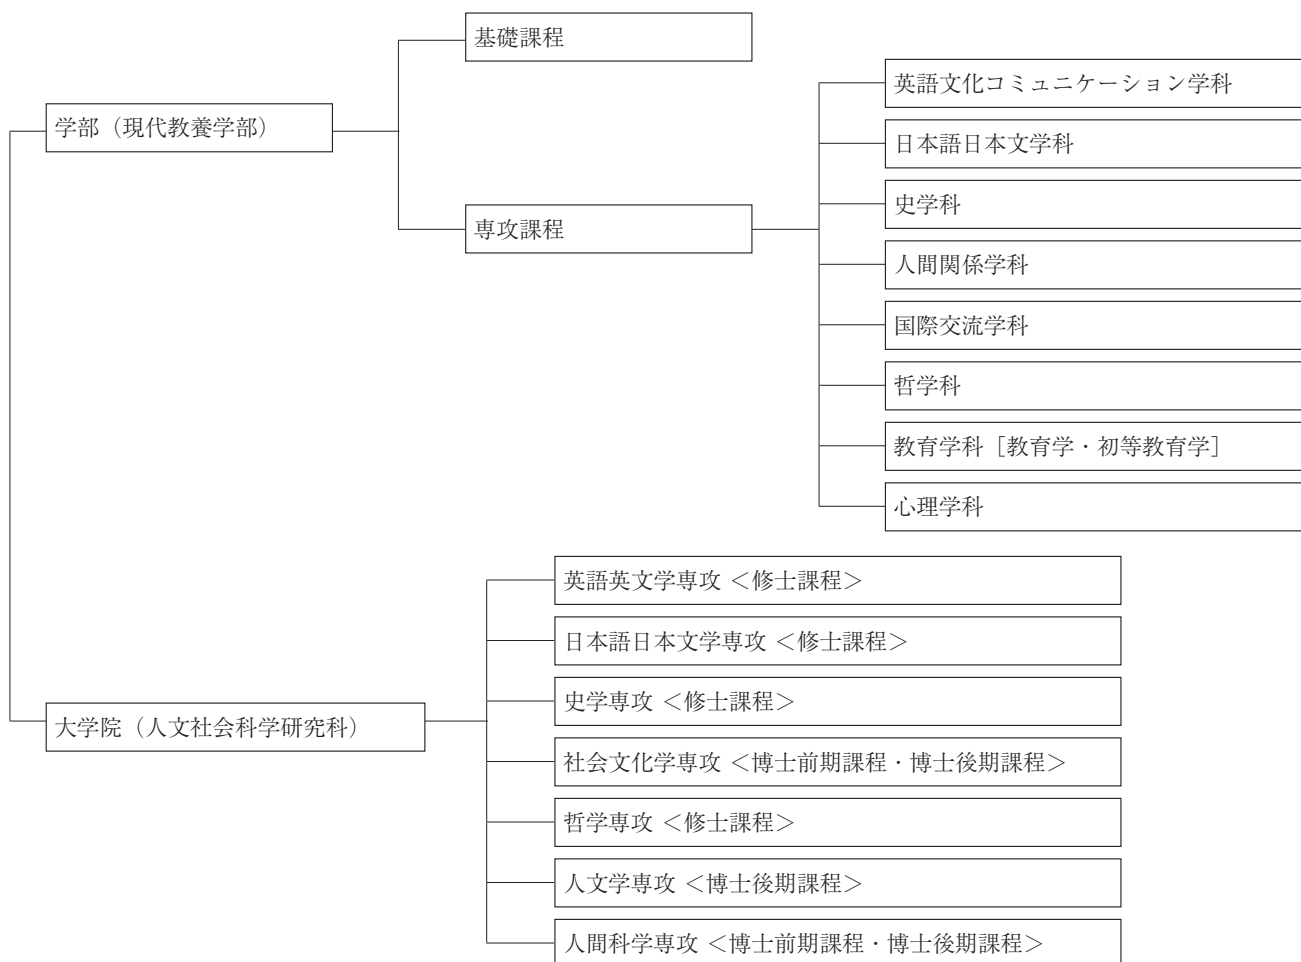 基礎課程
英語文化コミュニケーション学科
学部（現代教養学部）
日本語日本文学科
史学科
専攻課程
人間関係学科
国際交流学科
哲学科
教育学科［教育学・初等教育学］
心理学科
英語英文学専攻 ＜修士課程＞
日本語日本文学専攻 ＜修士課程＞
史学専攻 ＜修士課程＞
大学院（人文社会科学研究科）
社会文化学専攻 ＜博士前期課程・博士後期課程＞
哲学専攻 ＜修士課程＞
人文学専攻 ＜博士後期課程＞
人間科学専攻 ＜博士前期課程・博士後期課程＞